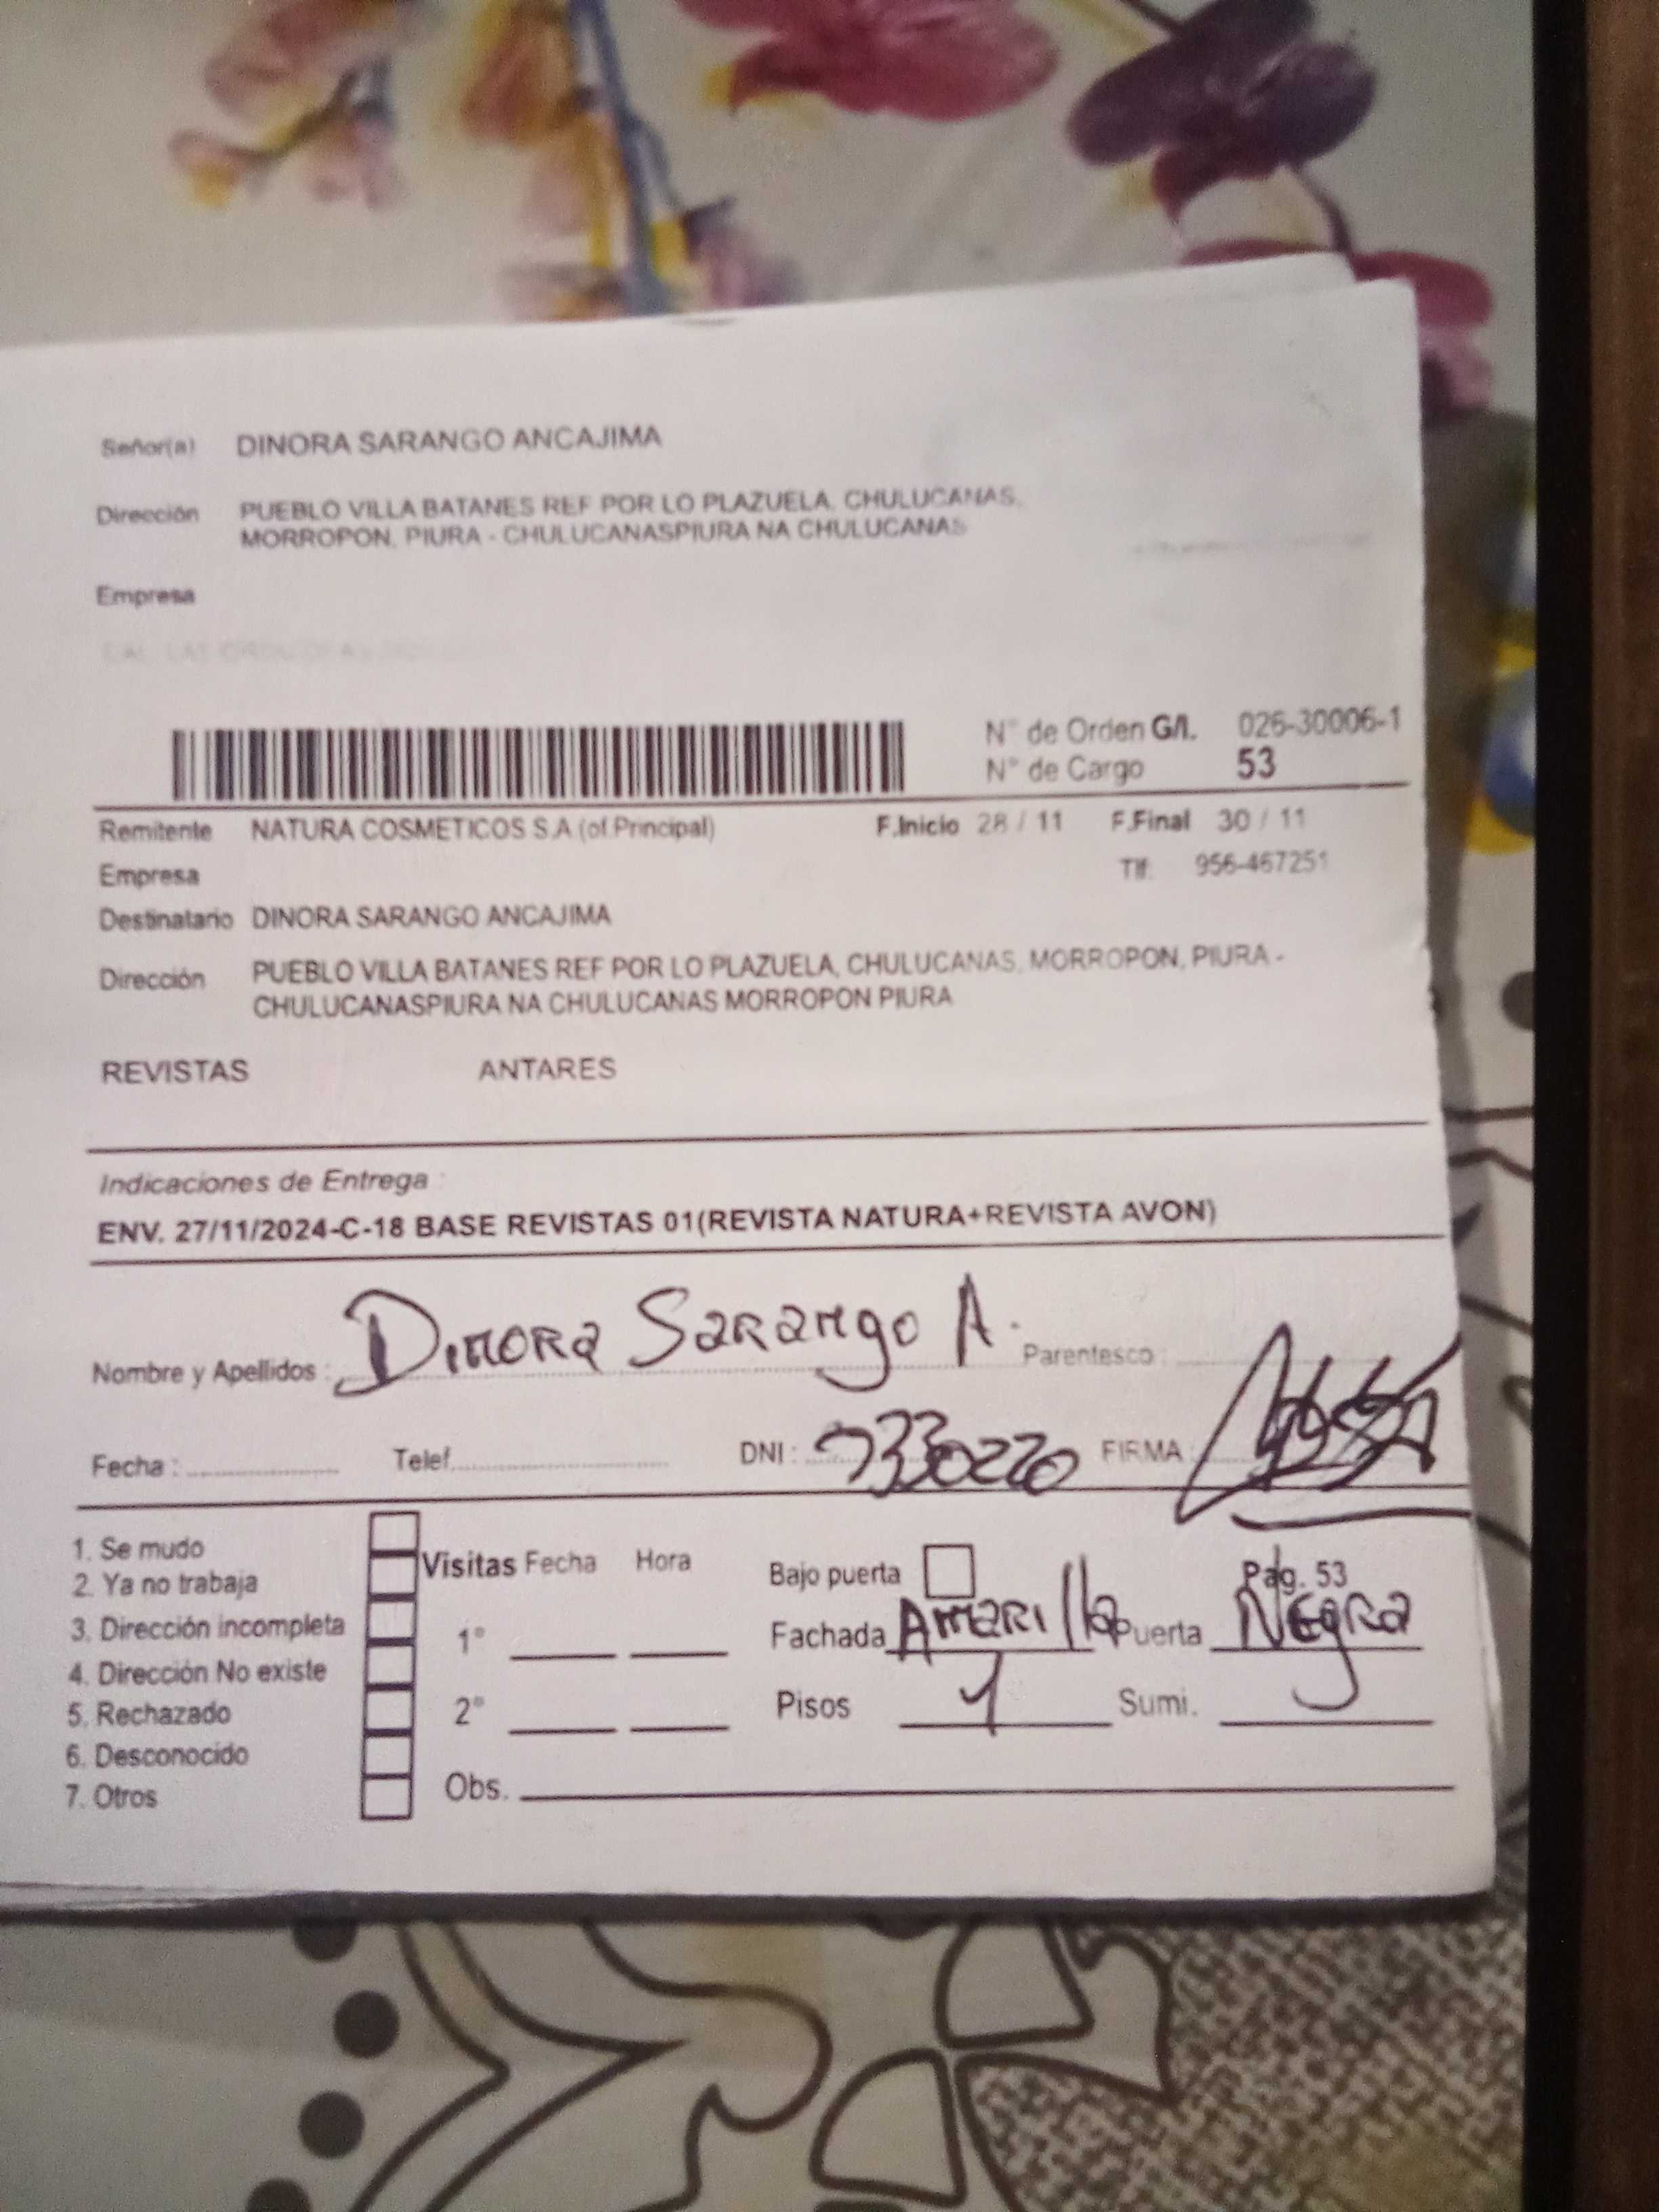 Señor(a) DINORA SARANGO ANCAJIMA
Dirección PUEBLO VILLA BATANES REF POR LO PLAZUELA, CHULUCANAS,
MORROPON, PIURA - CHULUCANASPIURA NA CHULUCANAS
Empresa
N° de Orden G/I. 026-30006-1
N° de Cargo 53
Remitente NATURA COSMETICOS S.A (of.Principal) F.Inicio 28 / 11 F.Final 30 / 11
Empresa Tlf: 956-467251
Destinatario DINORA SARANGO ANCAJIMA
Dirección PUEBLO VILLA BATANES REF POR LO PLAZUELA, CHULUCANAS, MORROPON, PIURA -
CHULUCANASPIURA NA CHULUCANAS MORROPON PIURA
REVISTAS ANTARES
Indicaciones de Entrega :
ENV. 27/11/2024-C-18 BASE REVISTAS 01(REVISTA NATURA+REVISTA AVON)
Nombre y Apellidos : Dinora Sarango A. Parentesco :
Fecha : Telef. DNI : FIRMA :
1. Se mudo
2. Ya no trabaja
3. Dirección incompleta
4. Dirección No existe
5. Rechazado
6. Desconocido
7. Otros
Visitas Fecha Hora
1°
2°
Obs.
Bajo puerta Pág. 53
Fachada Amarilla Puerta Negra
Pisos 1 Sumi.